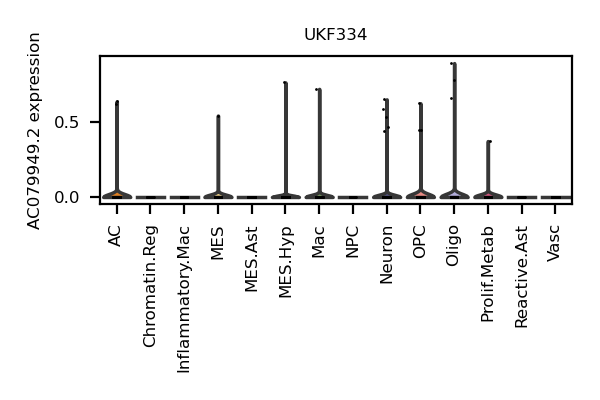 UKF334
AC079949.2 expression
0.5
0.0
AC
Chromatin.Reg
Inflammatory.Mac
MES
MES.Ast
MES.Hyp
Mac
NPC
Neuron
OPC
Oligo
Prolif.Metab
Reactive.Ast
Vasc